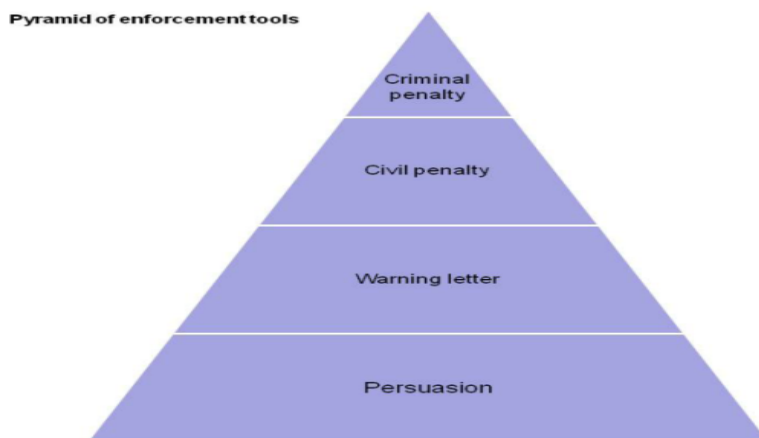 Pyramid of enforcement tools
Criminal
penalty
Civil penalty
Warning letter
Persuasion